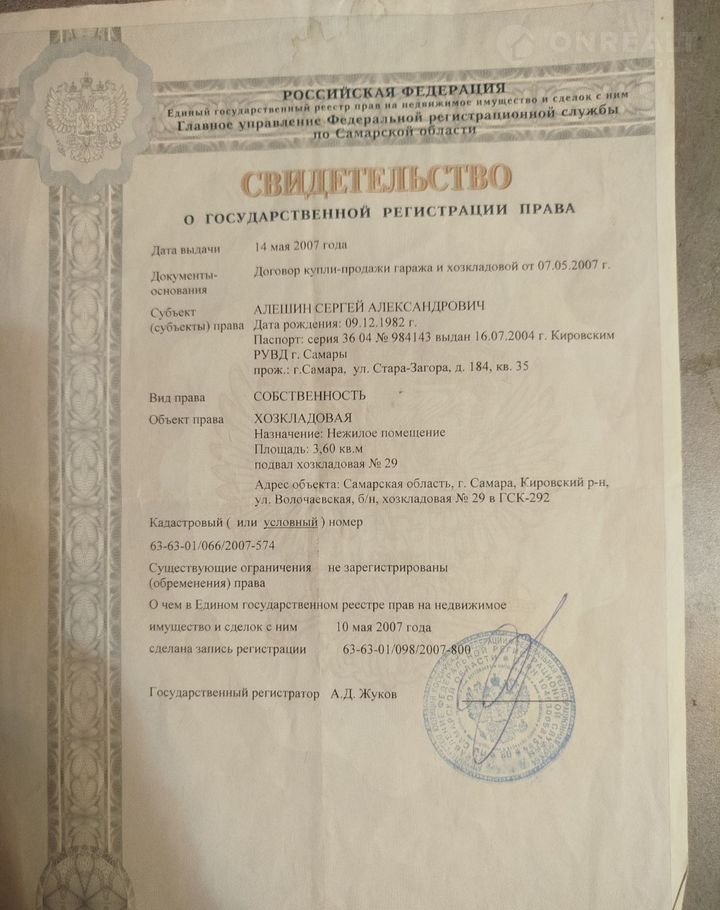 ONREALT
РОССИЙСКАЯ ФЕДЕРАЦИЯ
Единый государственный реестр прав на недвижимое имущество и сделок с ним
Главное управление Федеральной регистрационной службы
по Самарской области
СВИДЕТЕЛЬСТВО
О ГОСУДАРСТВЕННОЙ РЕГИСТРАЦИИ ПРАВА
Дата выдачи 14 мая 2007 года
Документы- Договор купли-продажи гаража и хозкладовой от 07.05.2007 г.
основания
Субъект АЛЕШИН СЕРГЕЙ АЛЕКСАНДРОВИЧ
(субъекты) права Дата рождения: 09.12.1982 г.
Паспорт: серия 36 04 № 984143 выдан 16.07.2004 г. Кировским
РУВД г. Самары
прож.: г.Самара, ул. Стара-Загора, д. 184, кв. 35
Вид права СОБСТВЕННОСТЬ
Объект права ХОЗКЛАДОВАЯ
Назначение: Нежилое помещение
Площадь: 3,60 кв.м
подвал хозкладовая № 29
Адрес объекта: Самарская область, г. Самара, Кировский р-н,
ул. Волочаевская, б/н, хозкладовая № 29 в ГСК-292
Кадастровый ( или условный ) номер
63-63-01/066/2007-574
Существующие ограничения не зарегистрированы
(обременения) права
О чем в Едином государственном реестре прав на недвижимое
имущество и сделок с ним 10 мая 2007 года
сделана запись регистрации 63-63-01/098/2007-800
Государственный регистратор А.Д. Жуков